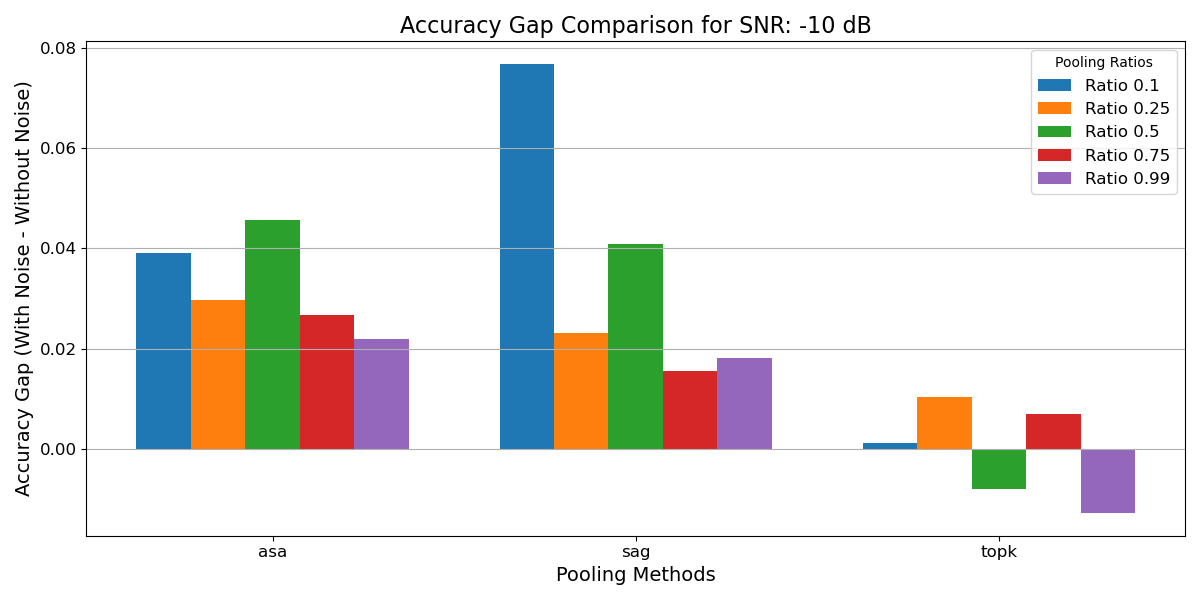 Accuracy Gap Comparison for SNR: -10 dB
Accuracy Gap (With Noise - Without Noise)
0.08
0.06
0.04
0.02
0.00
Pooling Ratios
Ratio 0.1
Ratio 0.25
Ratio 0.5
Ratio 0.75
Ratio 0.99
asa
sag
topk
Pooling Methods